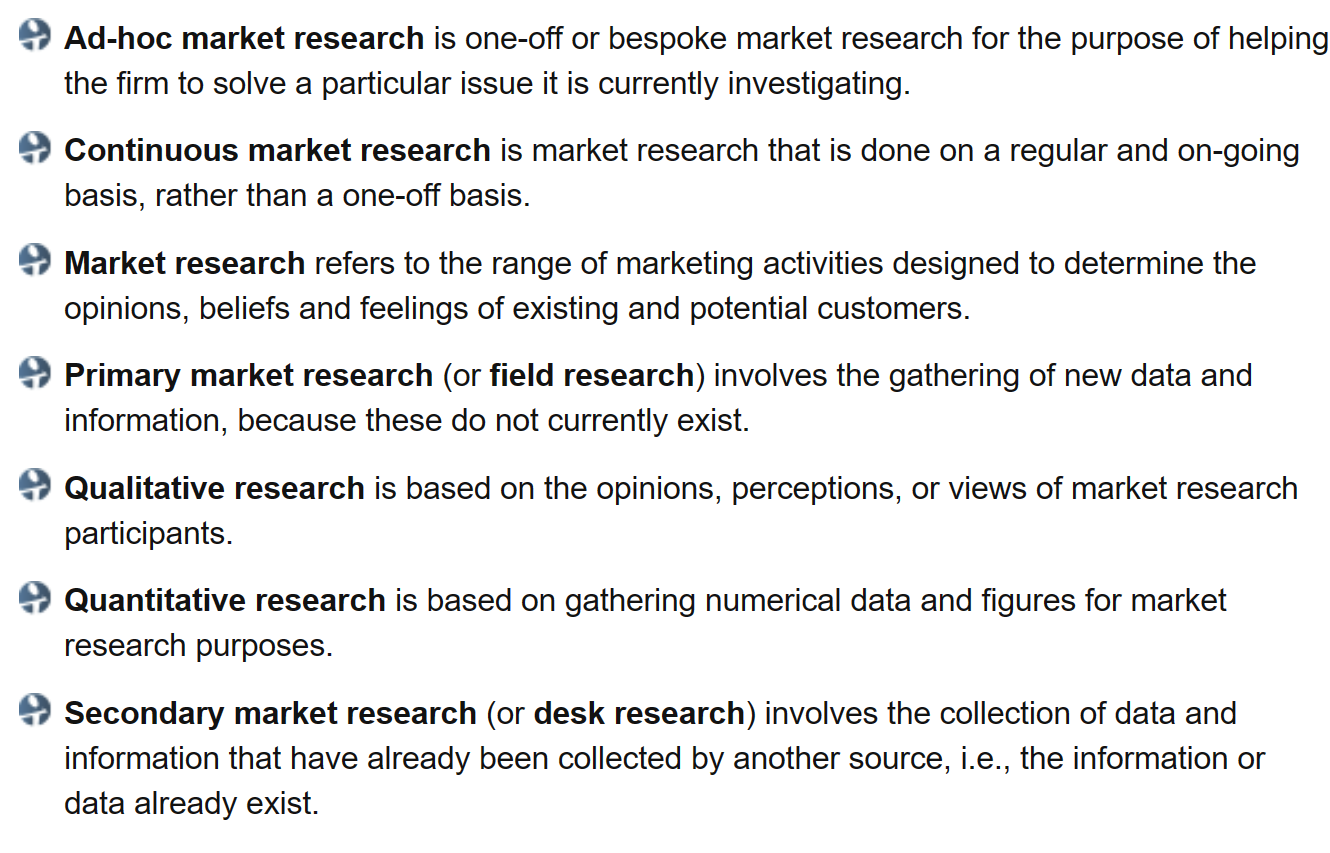 Ad-hoc market research is one-off or bespoke market research for the purpose of helping
the firm to solve a particular issue it is currently investigating.
Continuous market research is market research that is done on a regular and on-going
basis, rather than a one-off basis.
Market research refers to the range of marketing activities designed to determine the
opinions, beliefs and feelings of existing and potential customers.
Primary market research (or field research) involves the gathering of new data and
information, because these do not currently exist.
Qualitative research is based on the opinions, perceptions, or views of market research
participants.
Quantitative research is based on gathering numerical data and figures for market
research purposes.
Secondary market research (or desk research) involves the collection of data and
information that have already been collected by another source, i.e., the information or
data already exist.